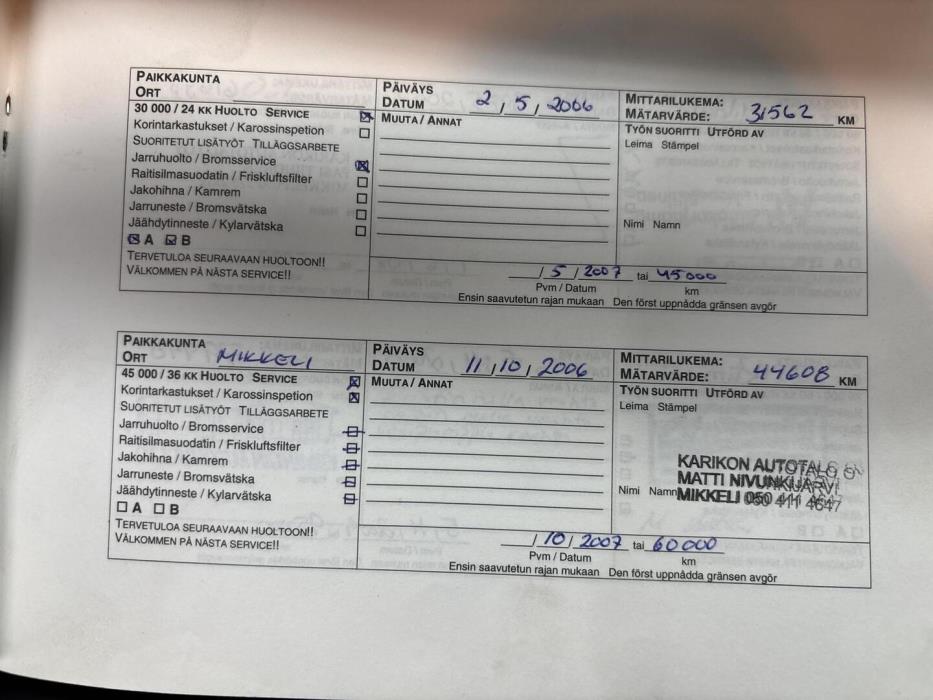 PAIKKAKUNTA
ORT
PÄIVÄYS
DATUM 2, 5, 2006
MITTARILUKEMA:
MÄTARVÄRDE: 31562 KM
30 000 / 24 KK HUOLTO SERVICE
Korintarkastukset / Karossinspetion
SUORITETUT LISÄTYÖT TILLÄGGSARBETE
Jarruhuolto / Bromsservice
Raitisilmasuodatin / Friskluftsfilter
Jakohihna / Kamrem
Jarruneste / Bromsvätska
Jäähdytinneste / Kylarvätska
A B
TERVETULOA SEURAAVAAN HUOLTOON!!
VÄLKOMMEN PÅ NÄSTA SERVICE!!
MUUTA / ANNAT
TYÖN SUORITTI UTFÖRD AV
Leima Stämpel
Nimi Namn
/ 5 / 2007 tai 45000
Pvm / Datum km
Ensin saavutetun rajan mukaan Den först uppnådda gränsen avgör
PAIKKAKUNTA
ORT MIKKELI
PÄIVÄYS
DATUM 11, 10, 2006
MITTARILUKEMA:
MÄTARVÄRDE: 44608 KM
45 000 / 36 KK HUOLTO SERVICE
Korintarkastukset / Karossinspetion
SUORITETUT LISÄTYÖT TILLÄGGSARBETE
Jarruhuolto / Bromsservice
Raitisilmasuodatin / Friskluftsfilter
Jakohihna / Kamrem
Jarruneste / Bromsvätska
Jäähdytinneste / Kylarvätska
A B
TERVETULOA SEURAAVAAN HUOLTOON!!
VÄLKOMMEN PÅ NÄSTA SERVICE!!
MUUTA / ANNAT
TYÖN SUORITTI UTFÖRD AV
Leima Stämpel
KARIKON AUTOTALO
MATTI NIVUNKIJÄRVI
Nimi Namn MIKKELI 050 411 4647
/ 10 / 2007 tai 60000
Pvm / Datum km
Ensin saavutetun rajan mukaan Den först uppnådda gränsen avgör